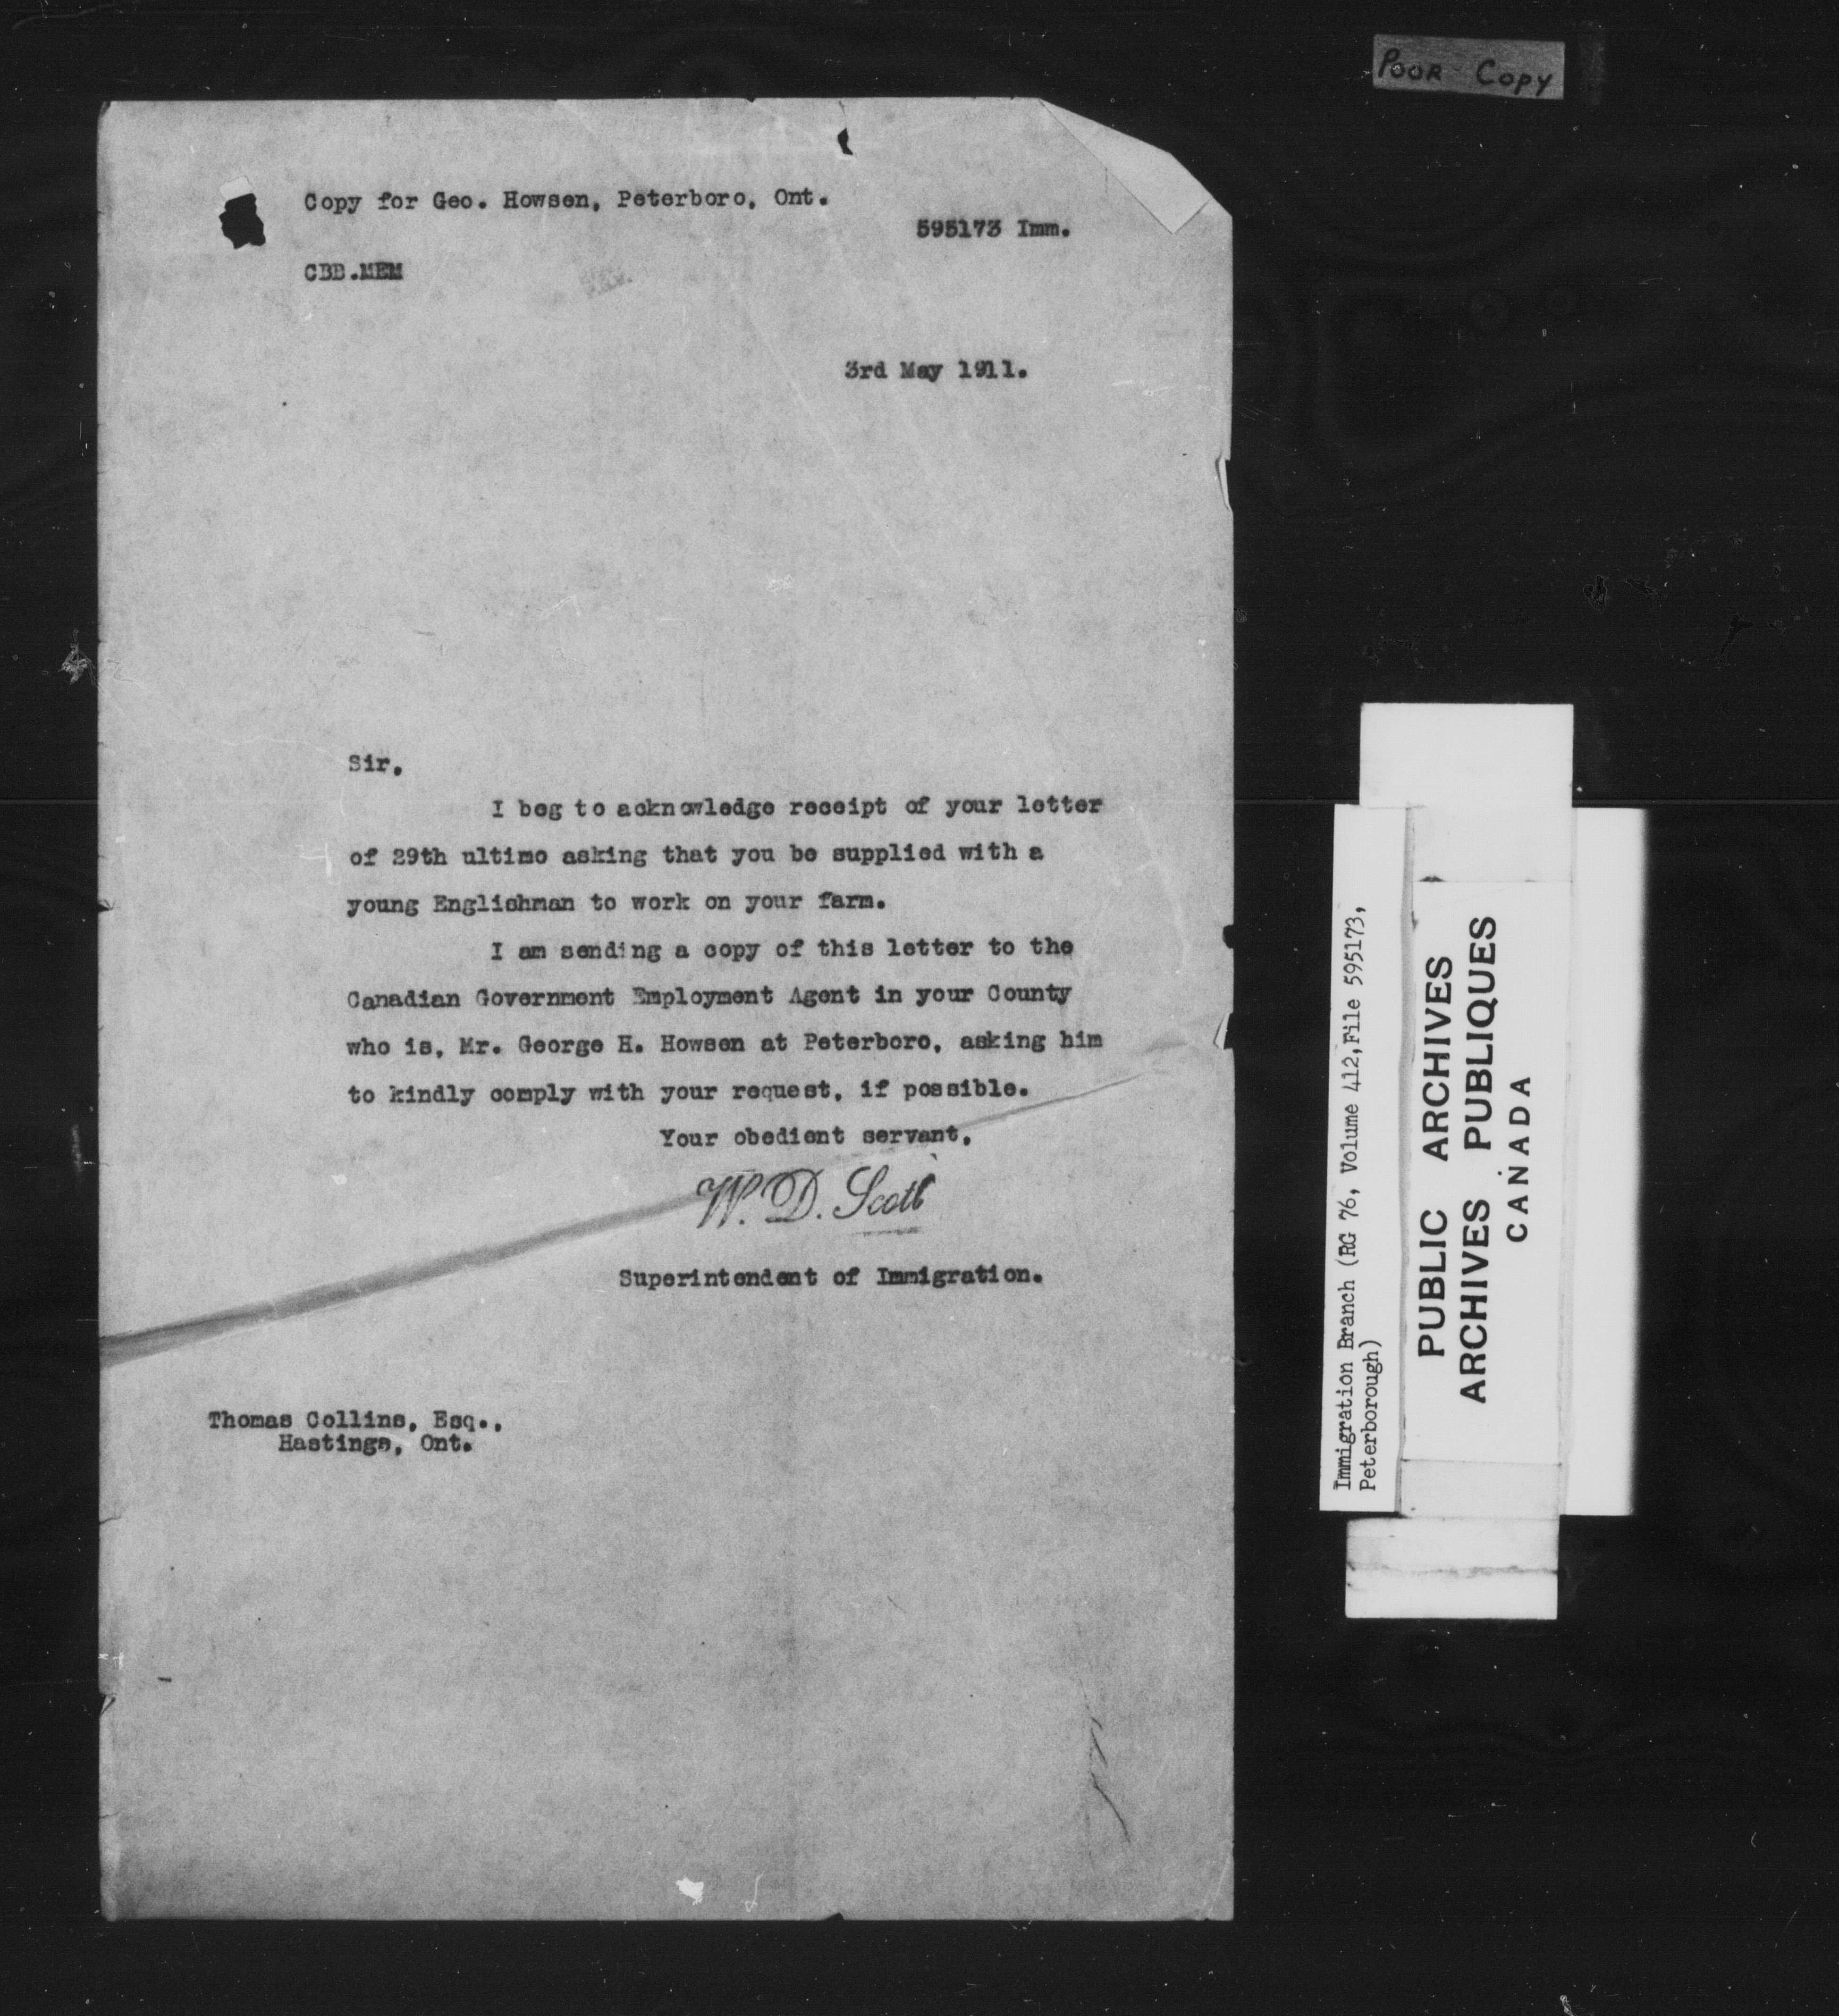 Poor Copy
Copy for Geo. Howsen, Peterboro, Ont.
595173 Imm.
CBB.MEM
3rd May 1911.
Sir,
I beg to acknowledge receipt of your letter
of 29th ultimo asking that you be supplied with a
young Englishman to work on your farm.
I am sending a copy of this letter to the
Canadian Government Employment Agent in your County
who is, Mr. George H. Howsen at Peterboro, asking him
to kindly comply with your request, if possible.
Your obedient servant,
W. D. Scott
Superintendent of Immigration.
Thomas Collins, Esq.,
Hastings, Ont.
Immigration Branch (RG 76, Volume 412,File 595173,
Peterborough)
PUBLIC ARCHIVES
ARCHIVES PUBLIQUES
CANADA